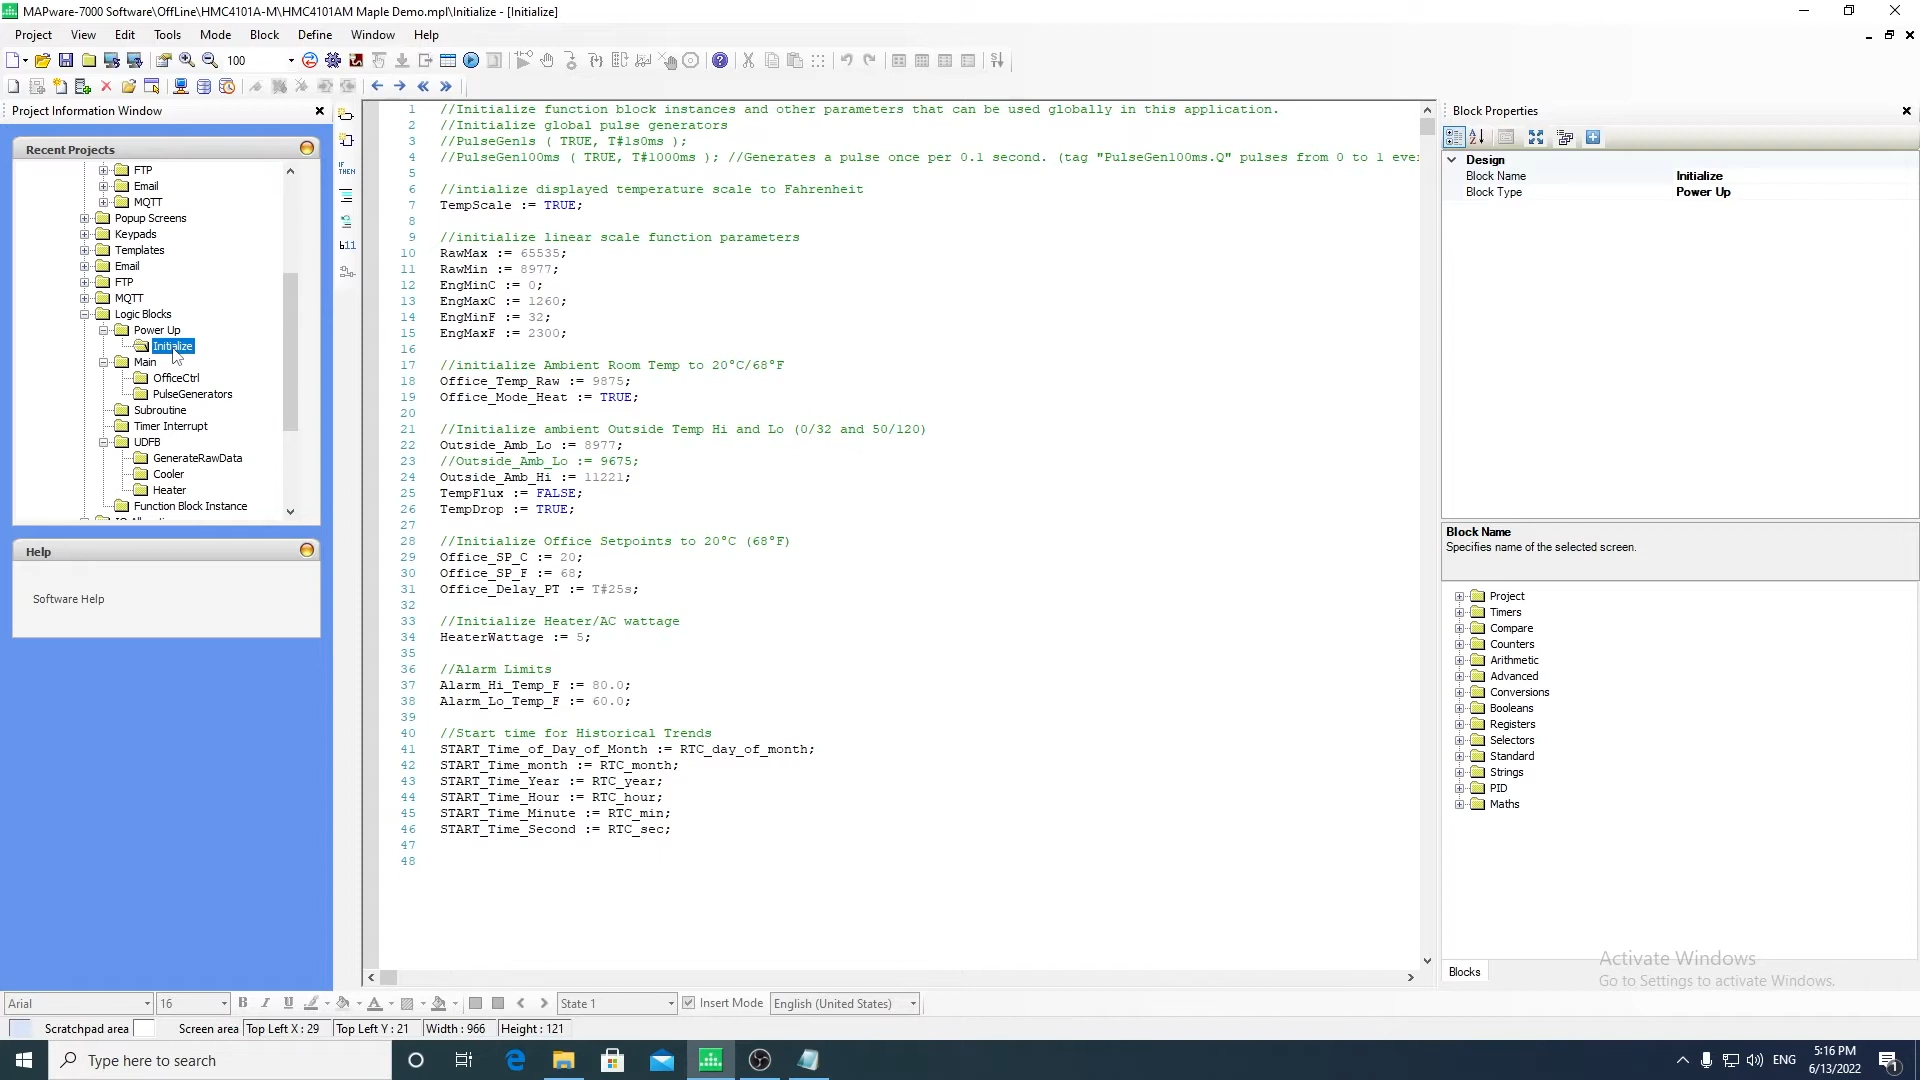 MAPware-7000 Software\OffLine\HMC4101A-M\HMC4101AM Maple Demo.mpl\Initialize - [Initialize]
Project View Edit Tools Mode Block Define Window Help
100
Project Information Window
Recent Projects
FTP
Email
MQTT
Popup Screens
Keypads
Templates
Email
FTP
MQTT
Logic Blocks
Power Up
Initialize
Main
OfficeCtrl
PulseGenerators
Subroutine
Timer Interrupt
UDFB
GenerateRawData
Cooler
Heater
Function Block Instance
Help
Software Help
IF
THEN
b11
1 //Initialize function block instances and other parameters that can be used globally in this application.
2 //Initialize global pulse generators
3 //PulseGen1s ( TRUE, T#1s0ms );
4 //PulseGen100ms ( TRUE, T#1000ms ); //Generates a pulse once per 0.1 second. (tag "PulseGen100ms.Q" pulses from 0 to 1 ever
5
6 //intialize displayed temperature scale to Fahrenheit
7 TempScale := TRUE;
8
9 //initialize linear scale function parameters
10 RawMax := 65535;
11 RawMin := 8977;
12 EngMinC := 0;
13 EngMaxC := 1260;
14 EngMinF := 32;
15 EngMaxF := 2300;
16
17 //initialize Ambient Room Temp to 20°C/68°F
18 Office_Temp_Raw := 9875;
19 Office_Mode_Heat := TRUE;
20
21 //Initialize ambient Outside Temp Hi and Lo (0/32 and 50/120)
22 Outside_Amb_Lo := 8977;
23 //Outside_Amb_Lo := 9675;
24 Outside_Amb_Hi := 11221;
25 TempFlux := FALSE;
26 TempDrop := TRUE;
27
28 //Initialize Office Setpoints to 20°C (68°F)
29 Office_SP_C := 20;
30 Office_SP_F := 68;
31 Office_Delay_PT := T#25s;
32
33 //Initialize Heater/AC wattage
34 HeaterWattage := 5;
35
36 //Alarm Limits
37 Alarm_Hi_Temp_F := 80.0;
38 Alarm_Lo_Temp_F := 60.0;
39
40 //Start time for Historical Trends
41 START_Time_of_Day_of_Month := RTC_day_of_month;
42 START_Time_month := RTC_month;
43 START_Time_Year := RTC_year;
44 START_Time_Hour := RTC_hour;
45 START_Time_Minute := RTC_min;
46 START_Time_Second := RTC_sec;
47
48
Block Properties
Design
Block Name Initialize
Block Type Power Up
Block Name
Specifies name of the selected screen.
Project
Timers
Compare
Counters
Arithmetic
Advanced
Conversions
Booleans
Registers
Selectors
Standard
Strings
PID
Maths
Blocks
Activate Windows
Go to Settings to activate Windows.
Arial 16 B I U A State 1 Insert Mode English (United States)
Scratchpad area Screen area Top Left X : 29 Top Left Y : 21 Width : 966 Height : 121
Type here to search
ENG
5:16 PM
6/13/2022
1